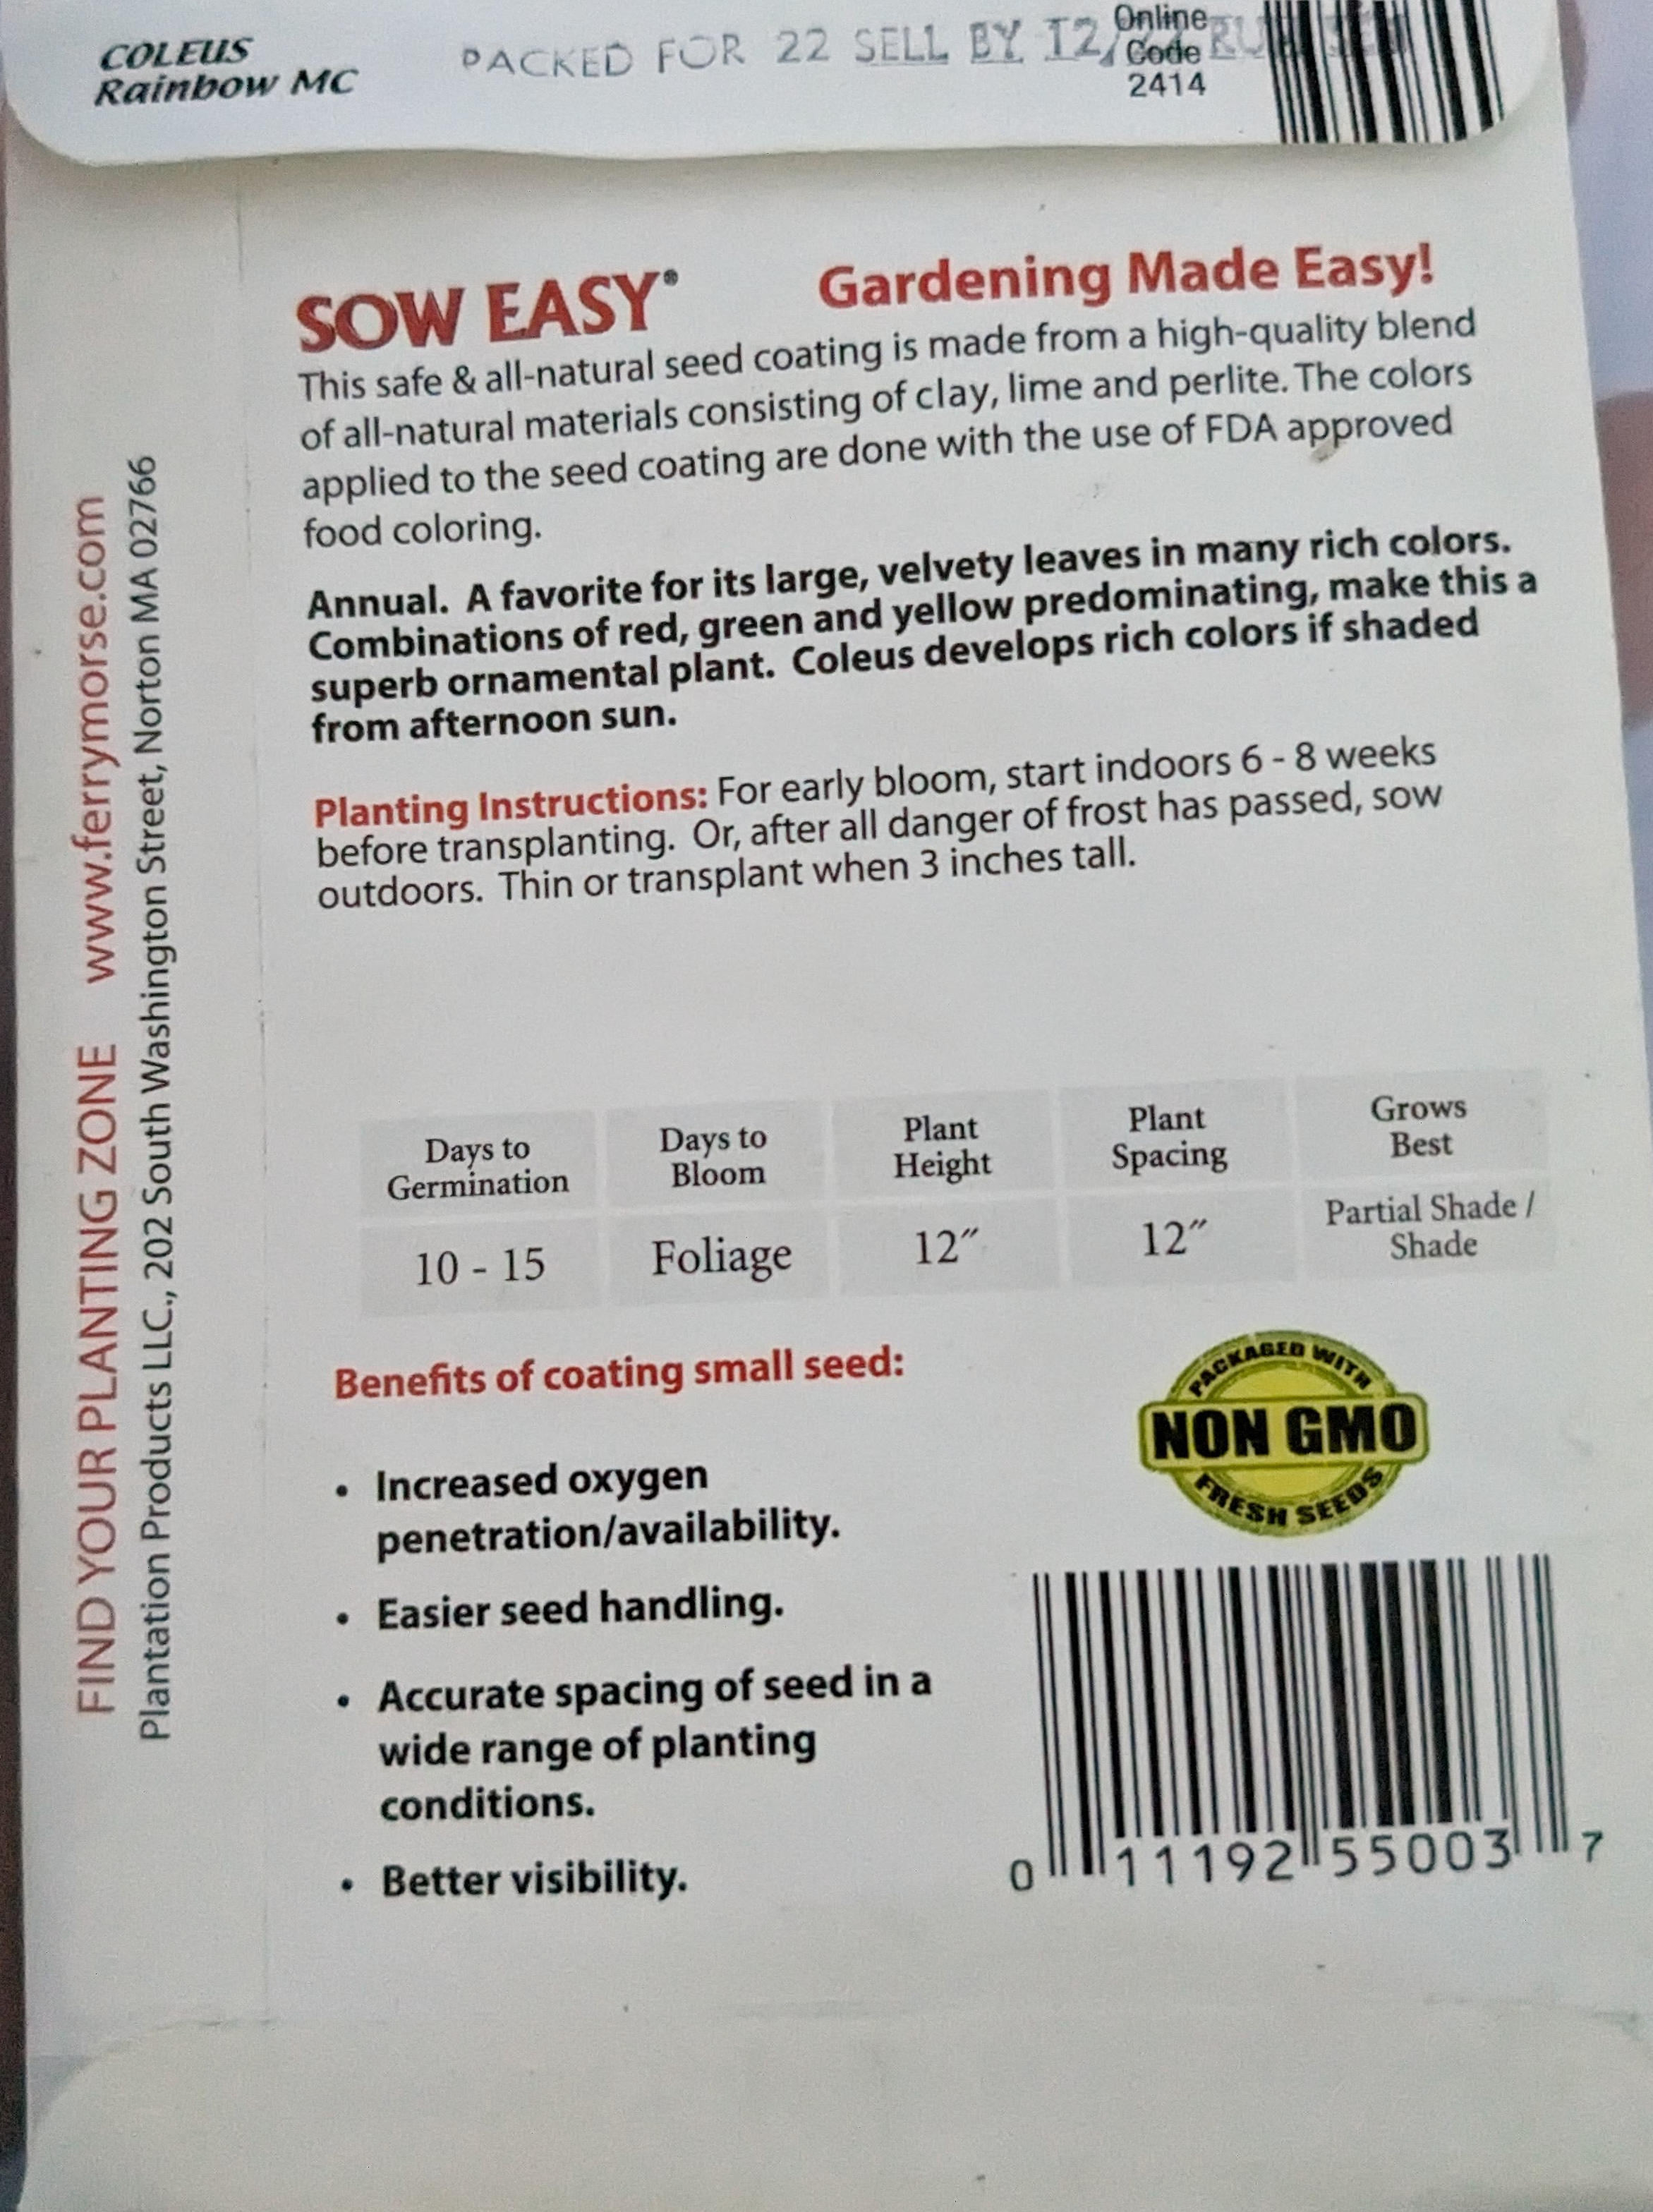 COLEUS
Rainbow MC
PACKED FOR 22 SELL BY 12/
Online
Code
2414
SOW EASY®
Gardening Made Easy!
This safe & all-natural seed coating is made from a high-quality blend
of all-natural materials consisting of clay, lime and perlite. The colors
applied to the seed coating are done with the use of FDA approved
food coloring.
Annual. A favorite for its large, velvety leaves in many rich colors.
Combinations of red, green and yellow predominating, make this a
superb ornamental plant. Coleus develops rich colors if shaded
from afternoon sun.
Planting Instructions: For early bloom, start indoors 6 - 8 weeks
before transplanting. Or, after all danger of frost has passed, sow
outdoors. Thin or transplant when 3 inches tall.
Days to
Germination
Days to
Bloom
Plant
Height
Plant
Spacing
Grows
Best
10 - 15
Foliage
12″
12″
Partial Shade /
Shade
Benefits of coating small seed:
• Increased oxygen
penetration/availability.
• Easier seed handling.
• Accurate spacing of seed in a
wide range of planting
conditions.
• Better visibility.
PACKAGED WITH
NON GMO
FRESH SEEDS
0 11192 55003 7
FIND YOUR PLANTING ZONE www.ferrymorse.com
Plantation Products LLC., 202 South Washington Street, Norton MA 02766